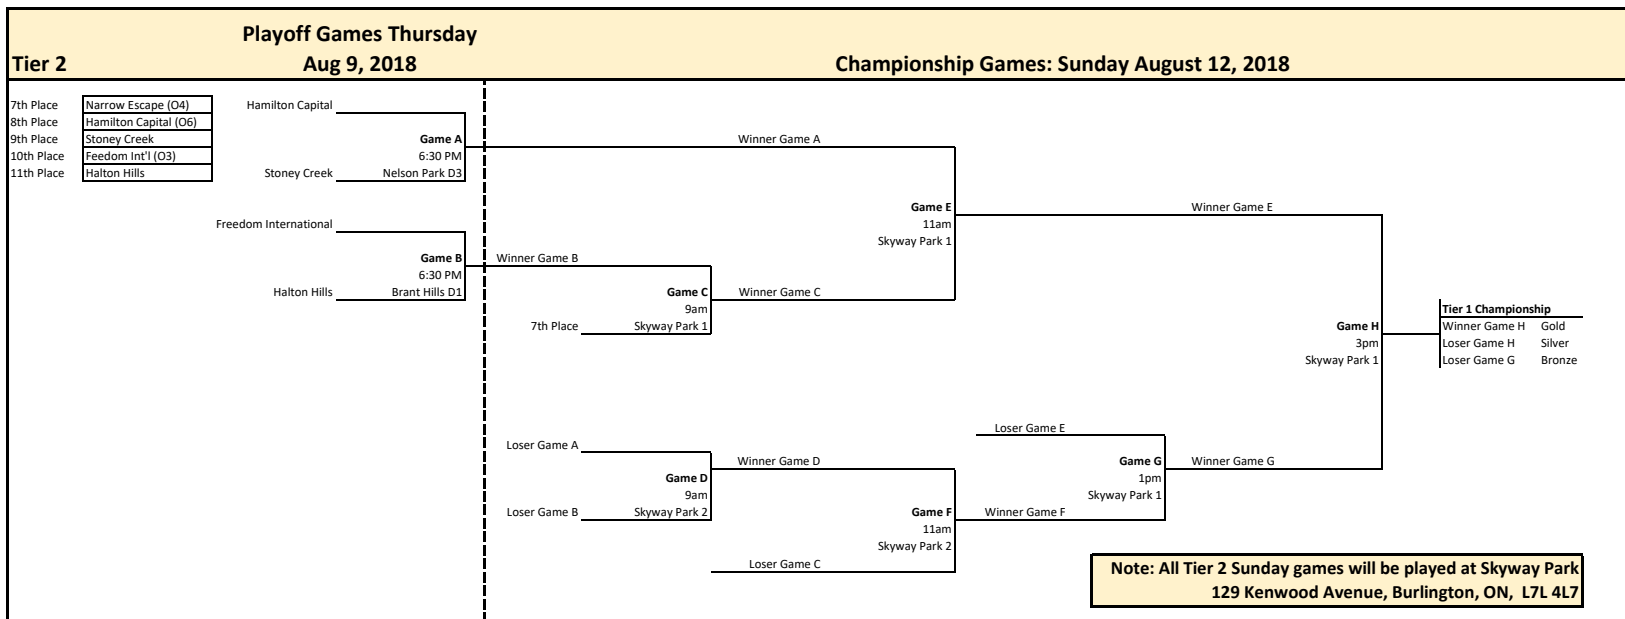 Playoff Games Thursday
Tier 2
Aug 9, 2018
Championship Games: Sunday August 12, 2018
7th Place Narrow Escape (O4)
8th Place Hamilton Capital (O6)
9th Place Stoney Creek
10th Place Feedom Int'l (O3)
11th Place Halton Hills
Hamilton Capital
Game A
6:30 PM
Stoney Creek Nelson Park D3
Freedom International
Game B
6:30 PM
Halton Hills Brant Hills D1
Winner Game A
Winner Game B
Game C
9am
7th Place Skyway Park 1
Winner Game C
Game E
11am
Skyway Park 1
Winner Game E
Loser Game A
Game D
9am
Loser Game B Skyway Park 2
Winner Game D
Game F
11am
Skyway Park 2
Loser Game C
Loser Game E
Game G
1pm
Skyway Park 1
Winner Game F
Winner Game G
Game H
3pm
Skyway Park 1
Tier 1 Championship
Winner Game H Gold
Loser Game H Silver
Loser Game G Bronze
Note: All Tier 2 Sunday games will be played at Skyway Park
129 Kenwood Avenue, Burlington, ON, L7L 4L7